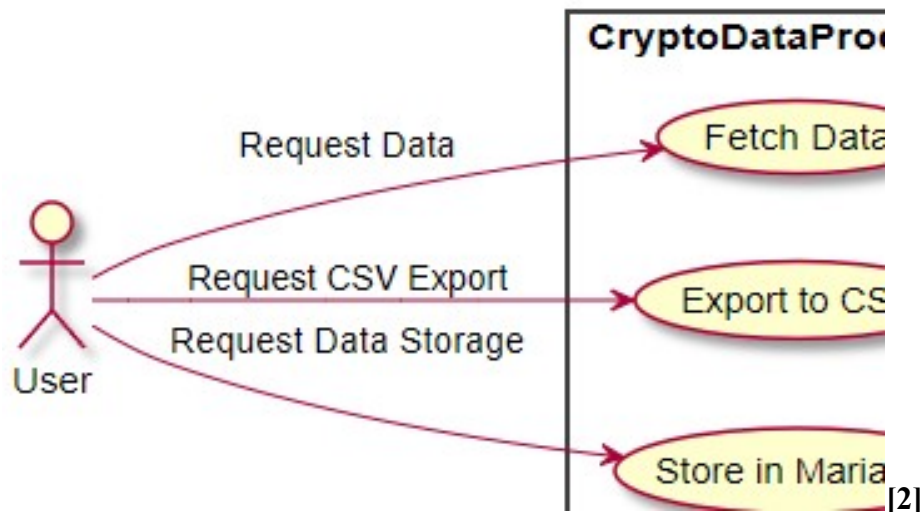 CryptoDataProc
Request Data
Fetch Data
Request CSV Export
Export to CS
Request Data Storage
User
Store in Maria
[2]